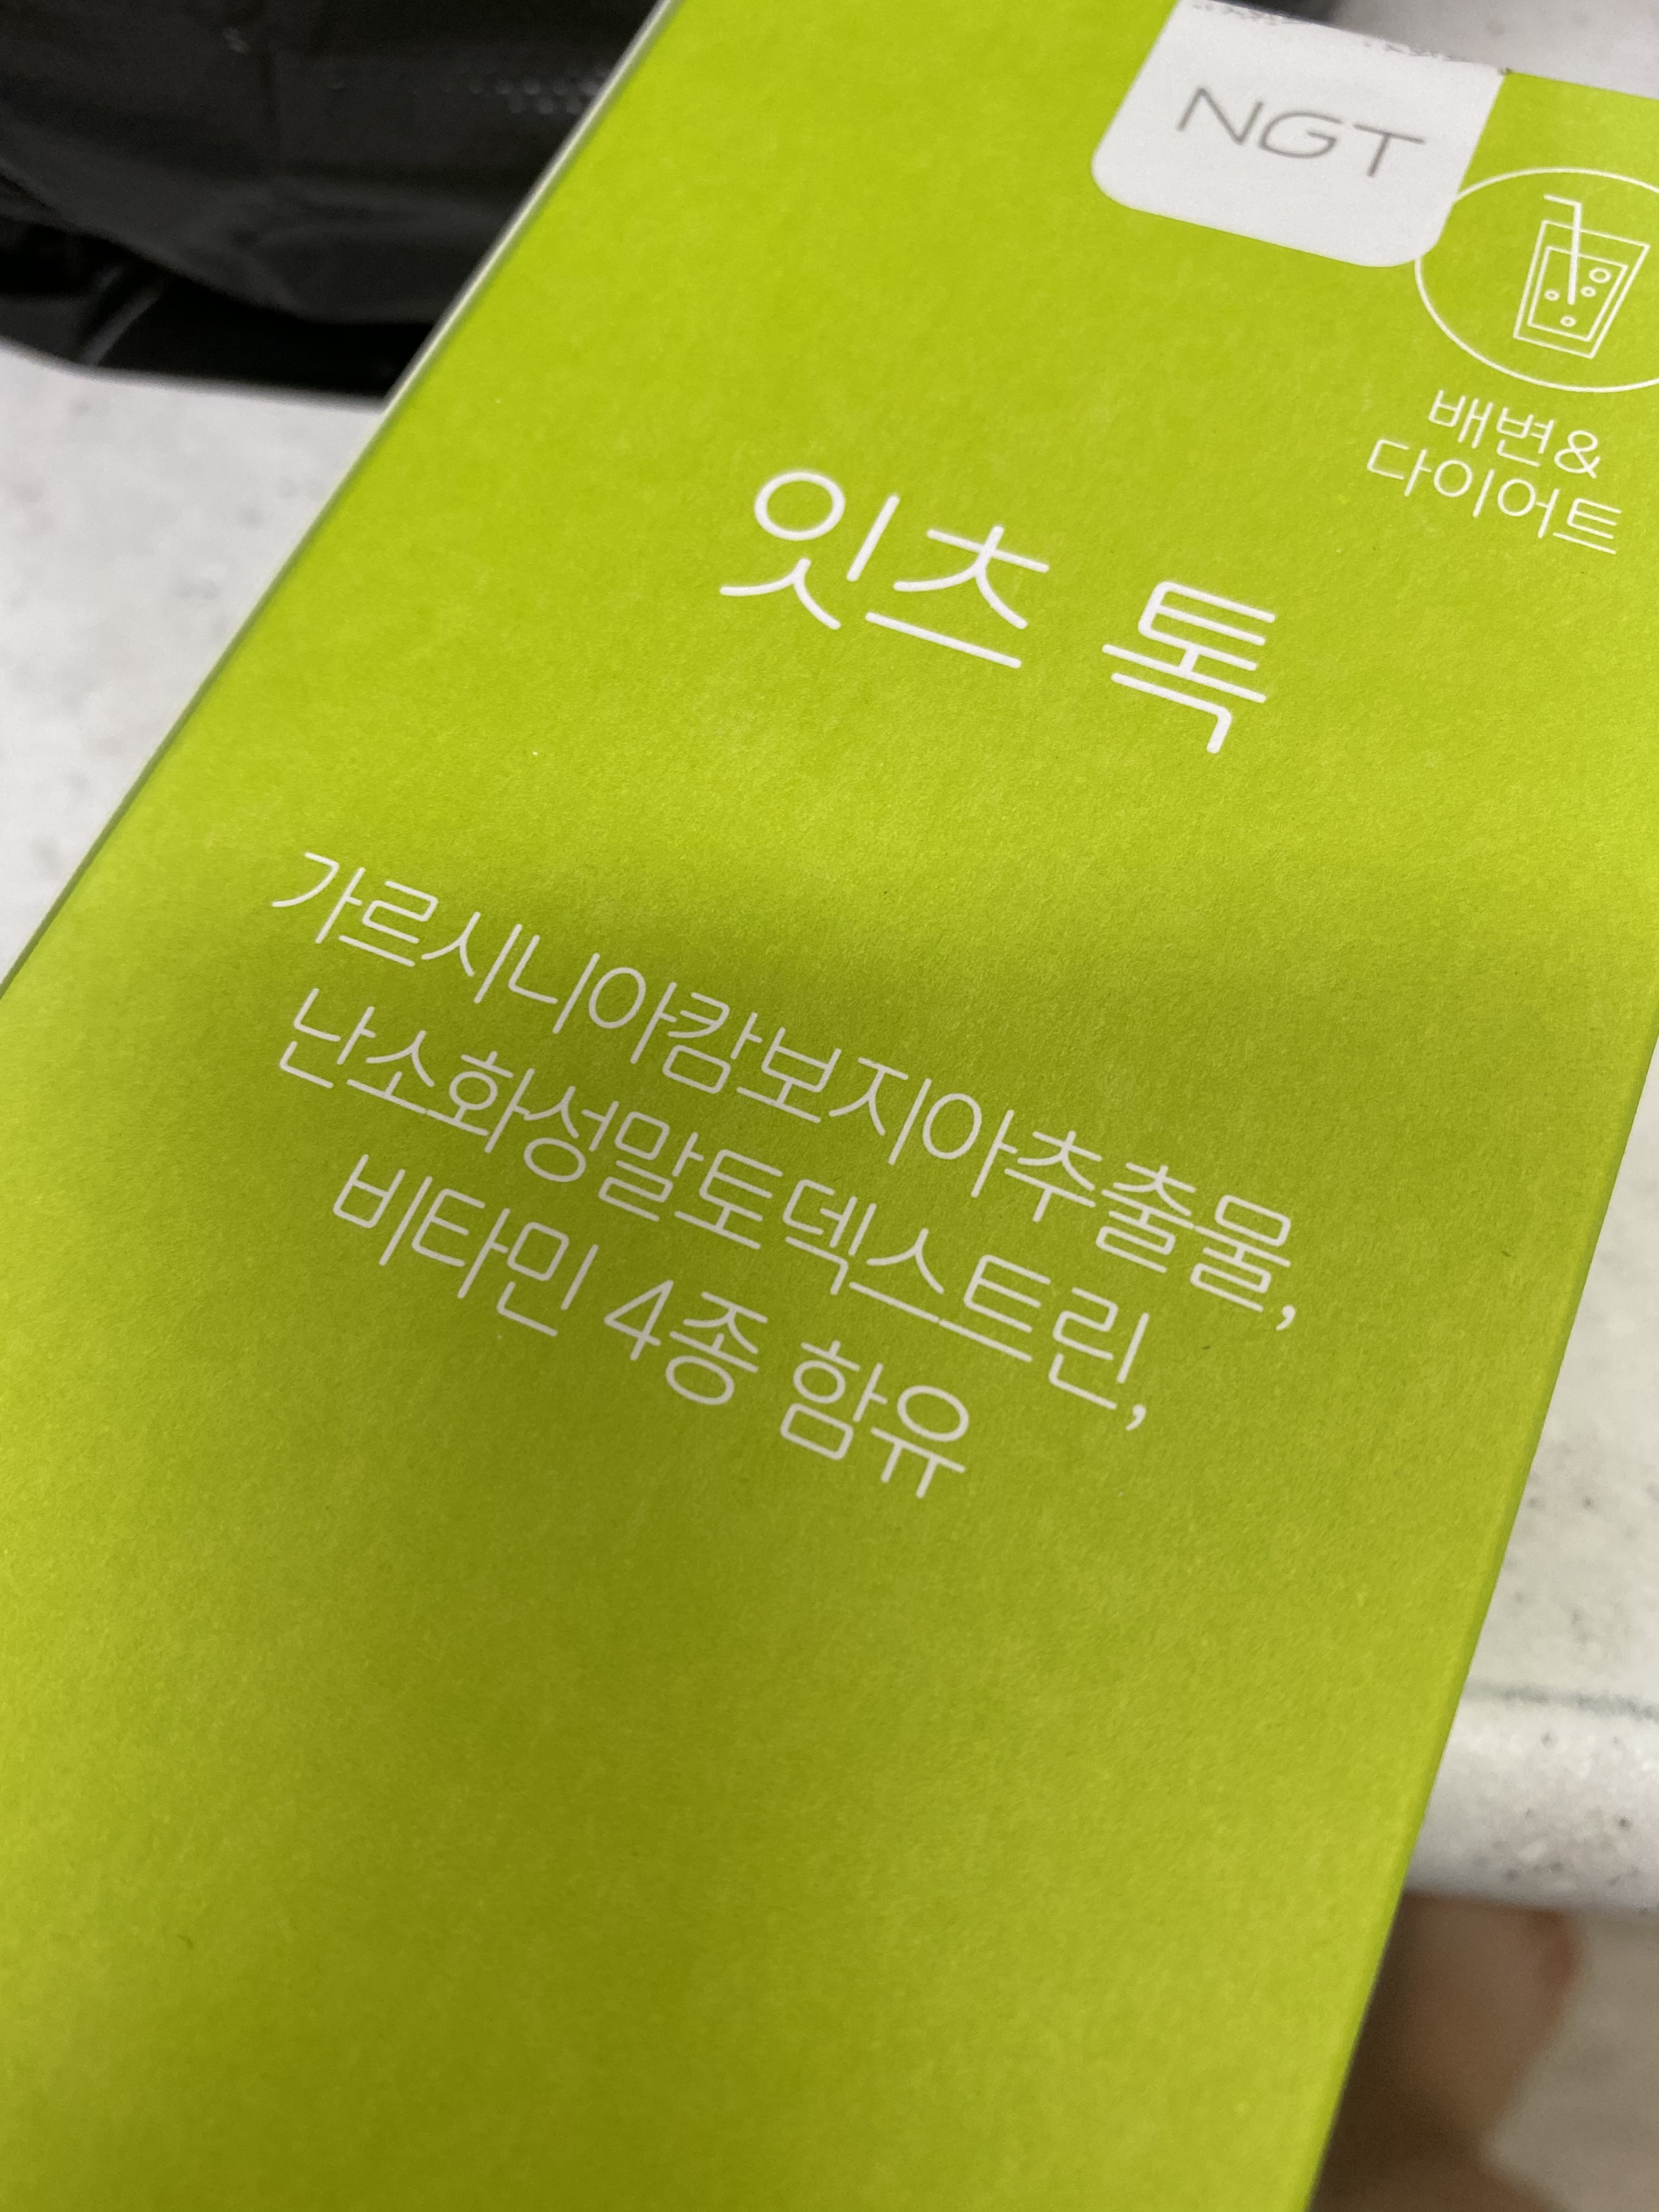 NGT
배변&
다이어트
잇츠 톡
가르시니아캄보지아추출물,
난소화성말토덱스트린,
비타민 4종 함유